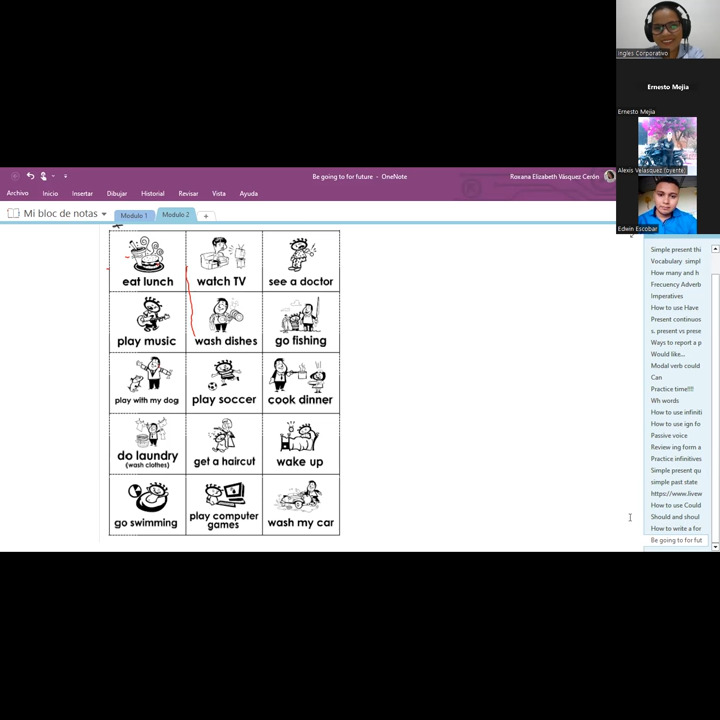 Ingles Corporativo
Ernesto Mejia
Ernesto Mejia
Alexis Velasquez (oyente)
Edwin Escobar
Be going to for future - OneNote
Roxana Elizabeth Vásquez Cerón
Archivo Inicio Insertar Dibujar Historial Revisar Vista Ayuda
Mi bloc de notas Modulo 1 Modulo 2 +
eat lunch watch TV see a doctor
play music wash dishes go fishing
play with my dog play soccer cook dinner
do laundry get a haircut wake up
(wash clothes)
go swimming play computer games wash my car
Simple present thi
Vocabulary simpl
How many and h
Frecuency Adverb
Imperatives
How to use Have
Present continuos
s. present vs prese
Ways to report a p
Would like...
Modal verb could
Can
Practice time!!!!
Wh words
How to use infiniti
How to use ign fo
Passive voice
Review ing form a
Practice infinitives
Simple present qu
simple past state
https://www.livew
How to use Could
Should and shoul
How to write a for
Be going to for fut